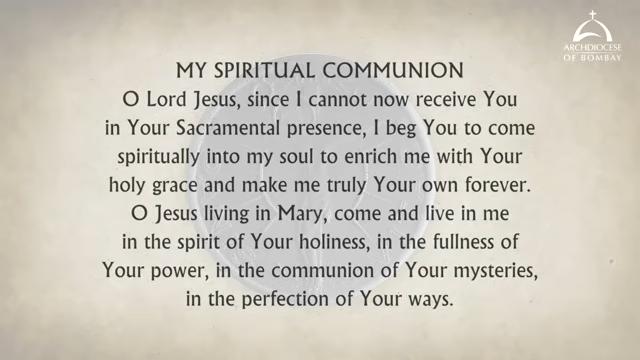 ARCHDIOCESE
OF BOMBAY
MY SPIRITUAL COMMUNION
O Lord Jesus, since I cannot now receive You
in Your Sacramental presence, I beg You to come
spiritually into my soul to enrich me with Your
holy grace and make me truly Your own forever.
O Jesus living in Mary, come and live in me
in the spirit of Your holiness, in the fullness of
Your power, in the communion of Your mysteries,
in the perfection of Your ways.